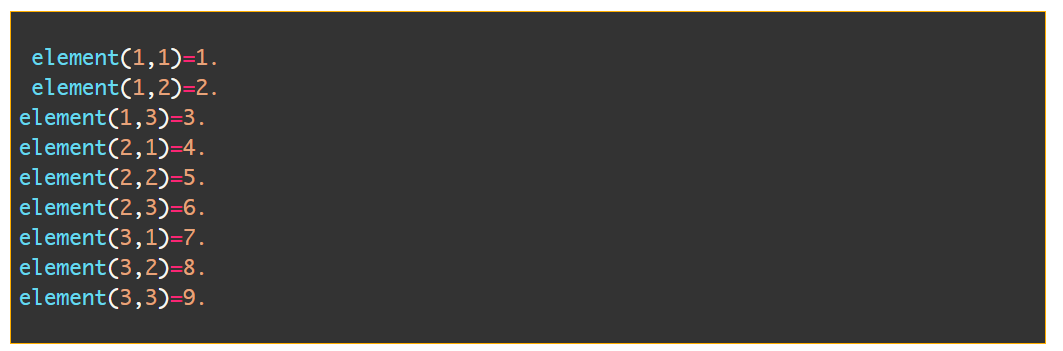 element(1,1)=1.
element(1,2)=2.
element(1,3)=3.
element(2,1)=4.
element(2,2)=5.
element(2,3)=6.
element(3,1)=7.
element(3,2)=8.
element(3,3)=9.